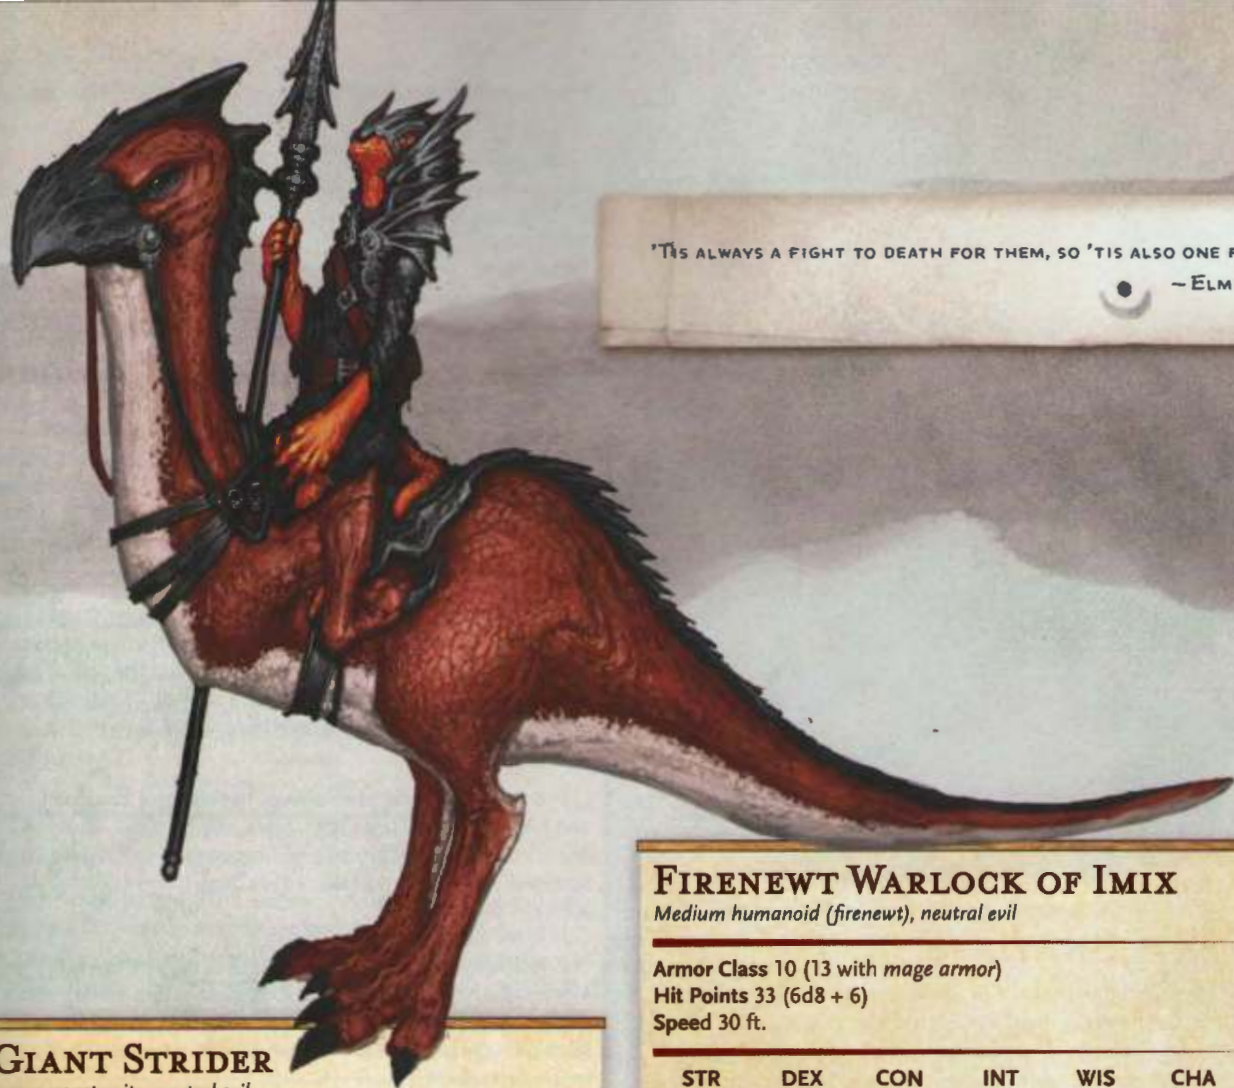 'TIS ALWAYS A FIGHT TO DEATH FOR THEM, SO 'TIS ALSO ONE
~ELM
FIRENEWT WARLOCK OF IMIX
Medium humanoid (firenewt), neutral evil
Armor Class 10 (13 with mage armor)
Hit Points 33 (6d8 + 6)
Speed 30 ft.
STR DEX CON INT WIS CHA
GIANT STRIDER